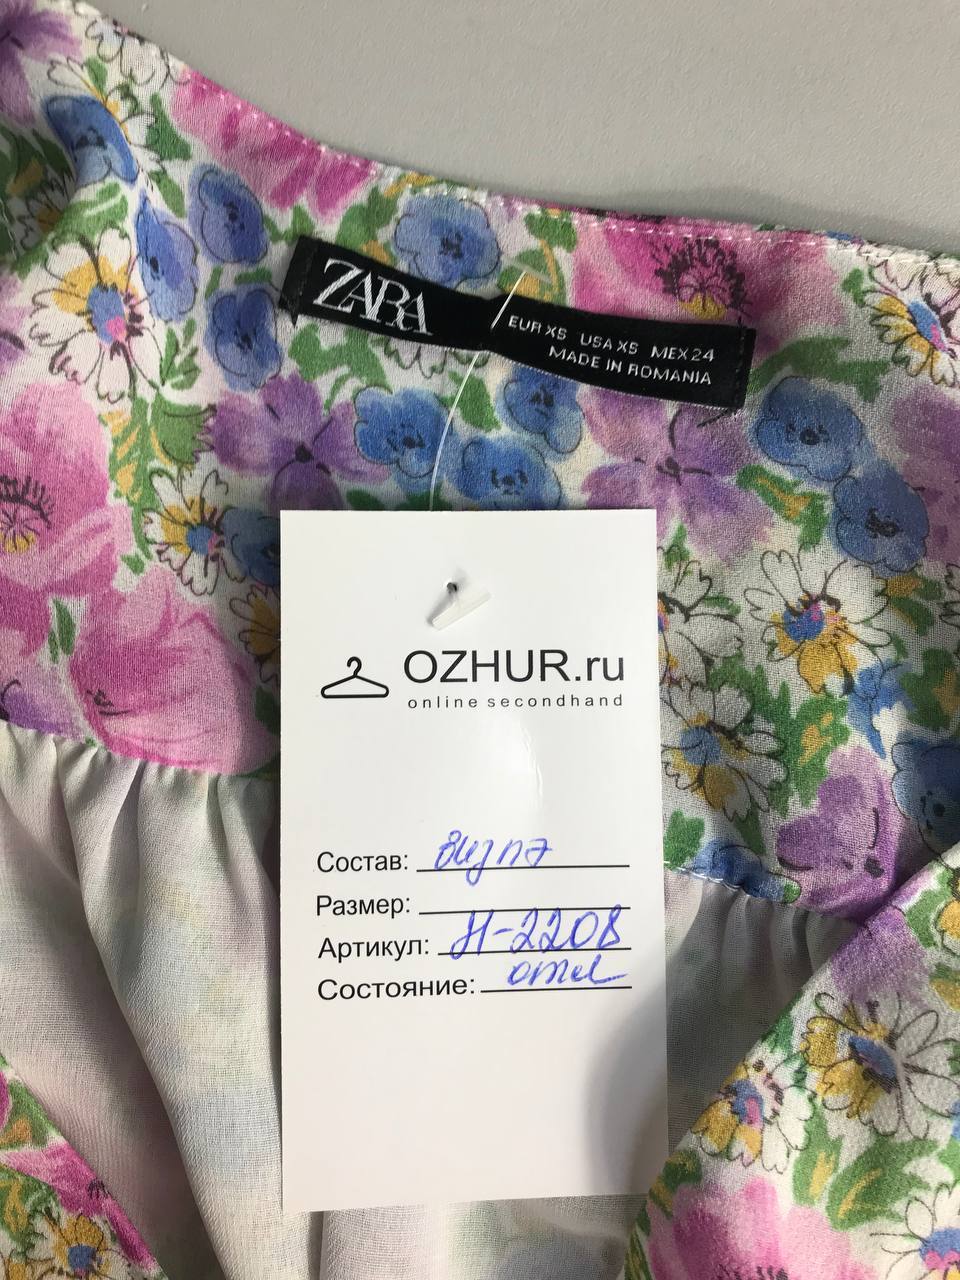 ZARA
EUR XS USA XS MEX 24
MADE IN ROMANIA
OZHUR.ru
online secondhand
Состав:
Размер:
Артикул: Н-2208
Состояние: отл